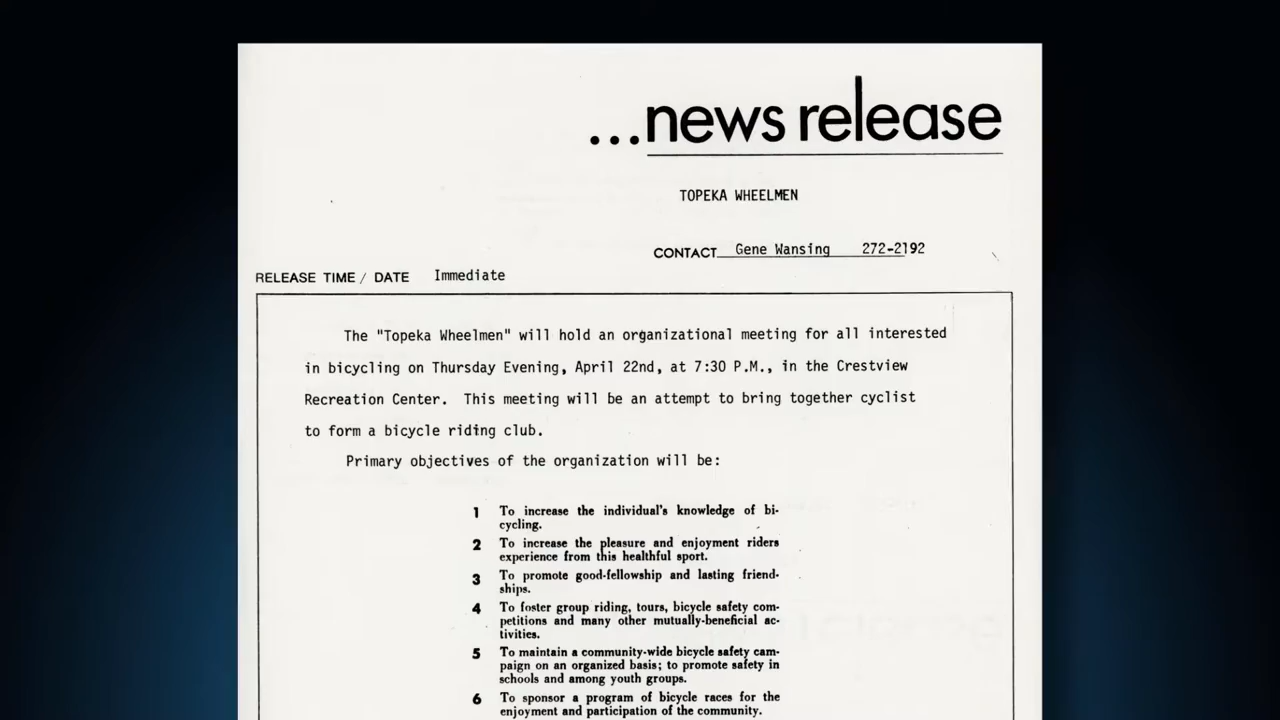 ...news release
TOPEKA WHEELMEN
CONTACT Gene Wansing 272-2192
RELEASE TIME / DATE Immediate
The "Topeka Wheelmen" will hold an organizational meeting for all interested
in bicycling on Thursday Evening, April 22nd, at 7:30 P.M., in the Crestview
Recreation Center. This meeting will be an attempt to bring together cyclist
to form a bicycle riding club.
Primary objectives of the organization will be:
1 To increase the individual's knowledge of bi-
cycling.
2 To increase the pleasure and enjoyment riders
experience from this healthful sport.
3 To promote good-fellowship and lasting friend-
ships.
4 To foster group riding, tours, bicycle safety com-
petitions and many other mutually-beneficial ac-
tivities.
5 To maintain a community-wide bicycle safety cam-
paign on an organized basis; to promote safety in
schools and among youth groups.
6 To sponsor a program of bicycle races for the
enjoyment and participation of the community.